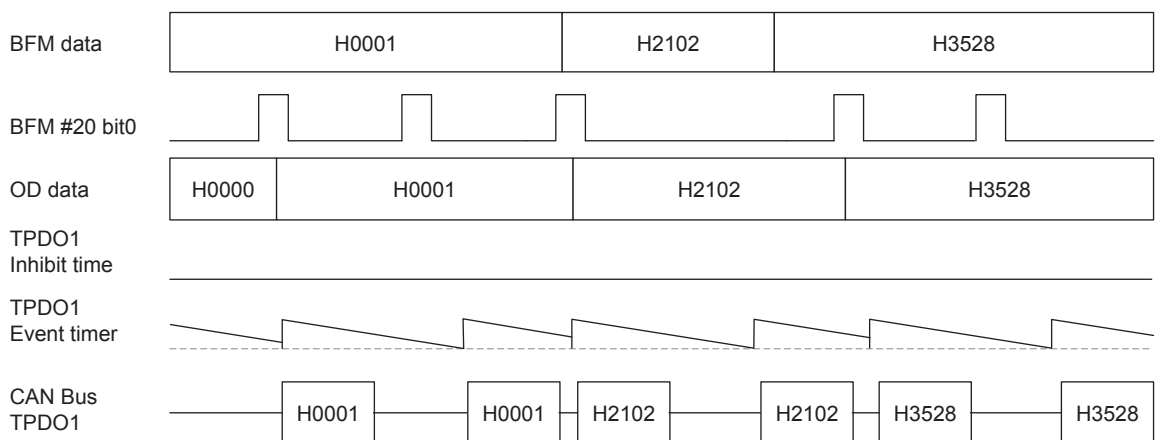 BFM data H0001 H2102 H3528
BFM #20 bit0
OD data H0000 H0001 H2102 H3528
TPDO1
Inhibit time
TPDO1
Event timer
CAN Bus
TPDO1 H0001 H0001 H2102 H2102 H3528 H3528